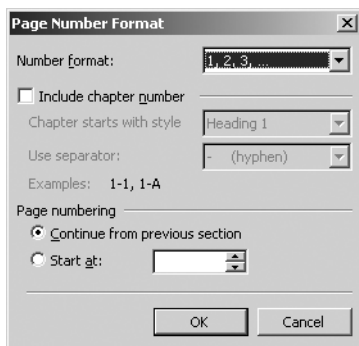 Page Number Format
Number format: 1, 2, 3, ...
Include chapter number
Chapter starts with style Heading 1
Use separator: - (hyphen)
Examples: 1-1, 1-A
Page numbering
Continue from previous section
Start at:
OK Cancel